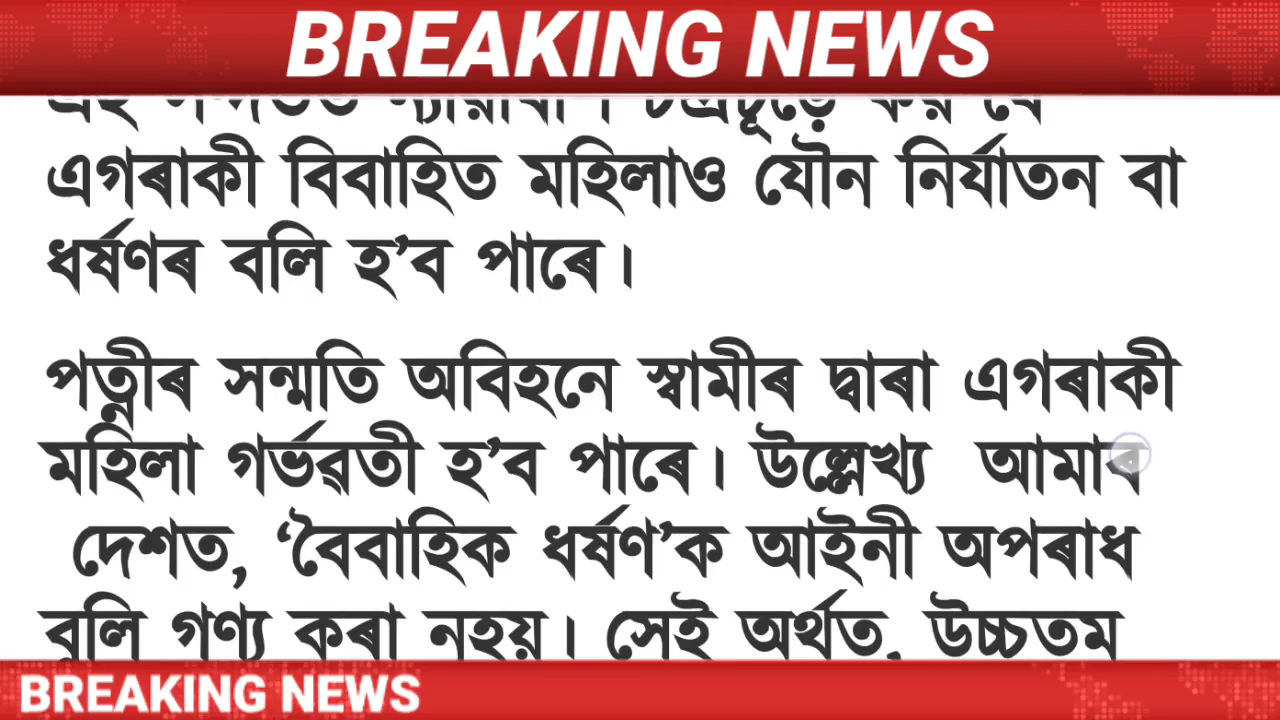 BREAKING NEWS
এগৰাকী বিবাহিত মহিলাও যৌন নিৰ্যাতন বা
ধৰ্ষণৰ বলি হ’ব পাৰে।
পত্নীৰ সন্মতি অবিহনে স্বামীৰ দ্বাৰা এগৰাকী
মহিলা গৰ্ভৱতী হ’ব পাৰে। উল্লেখ্য আমাৰ
দেশত, ‘বৈবাহিক ধৰ্ষণ’ক আইনী অপৰাধ
বুলি গণ্য কৰা নহয়। সেই অৰ্থত, উচ্চতম
BREAKING NEWS